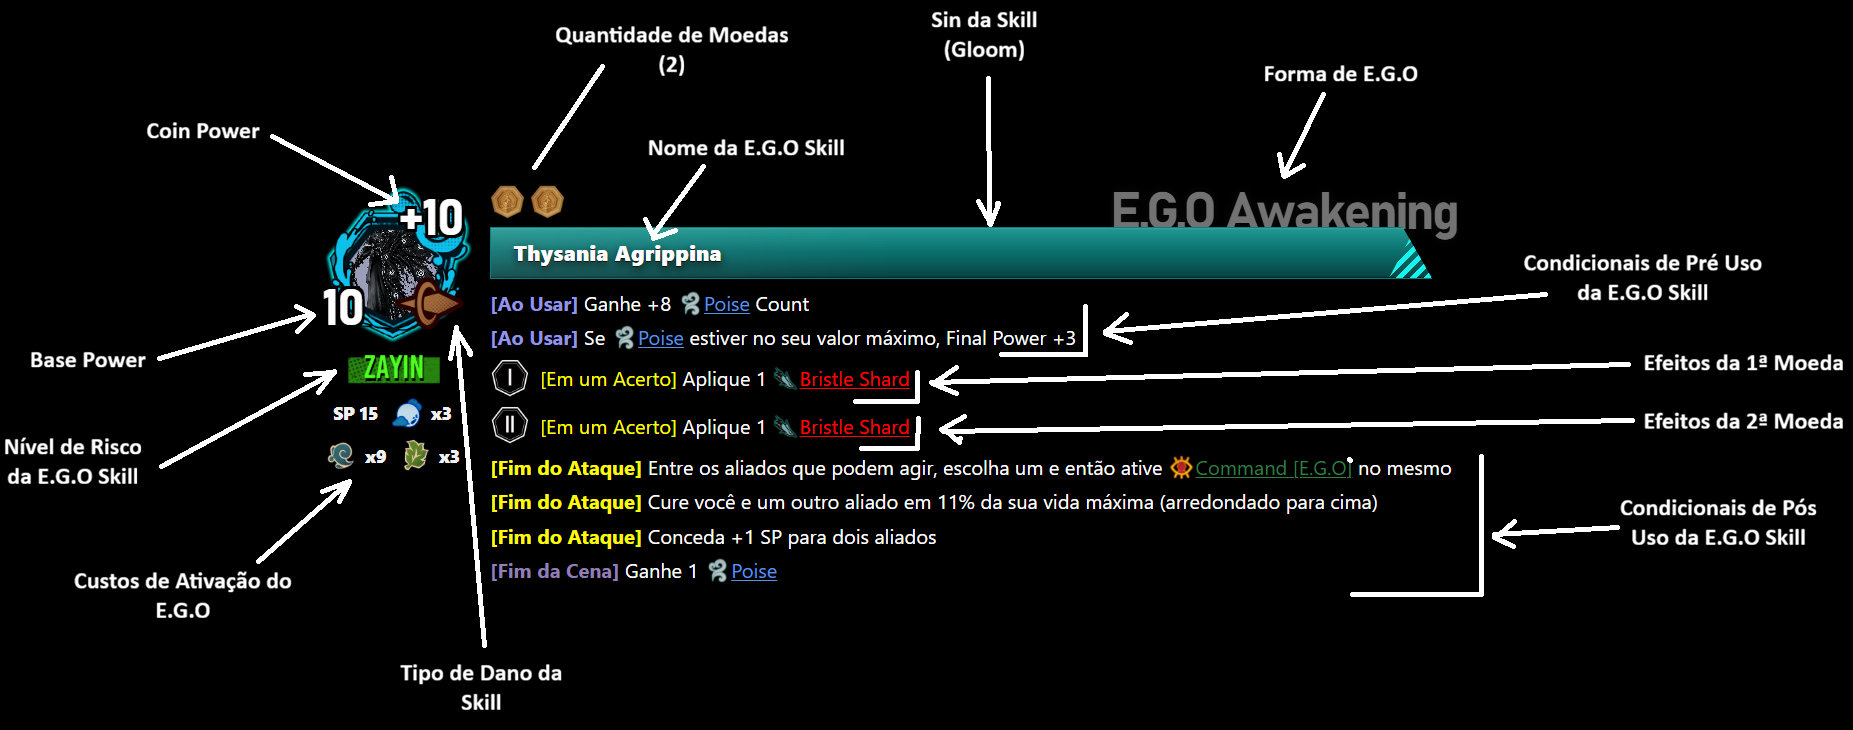 Quantidade de Moedas
(2)
Sin da Skill
(Gloom)
Forma de E.G.O
Coin Power
Nome da E.G.O Skill
E.G.O Awakening
+10
10
Thysania Agrippina
Condicionais de Pré Uso
da E.G.O Skill
[Ao Usar] Ganhe +8 Poise Count
[Ao Usar] Se Poise estiver no seu valor máximo, Final Power +3
Base Power
ZAYIN
I [Em um Acerto] Aplique 1 Bristle Shard
Efeitos da 1ª Moeda
SP 15 x3
II [Em um Acerto] Aplique 1 Bristle Shard
Efeitos da 2ª Moeda
Nível de Risco
da E.G.O Skill
x9 x3
[Fim do Ataque] Entre os aliados que podem agir, escolha um e então ative Command [E.G.O] no mesmo
[Fim do Ataque] Cure você e um outro aliado em 11% da sua vida máxima (arredondado para cima)
[Fim do Ataque] Conceda +1 SP para dois aliados
[Fim da Cena] Ganhe 1 Poise
Condicionais de Pós
Uso da E.G.O Skill
Custos de Ativação do
E.G.O
Tipo de Dano da
Skill